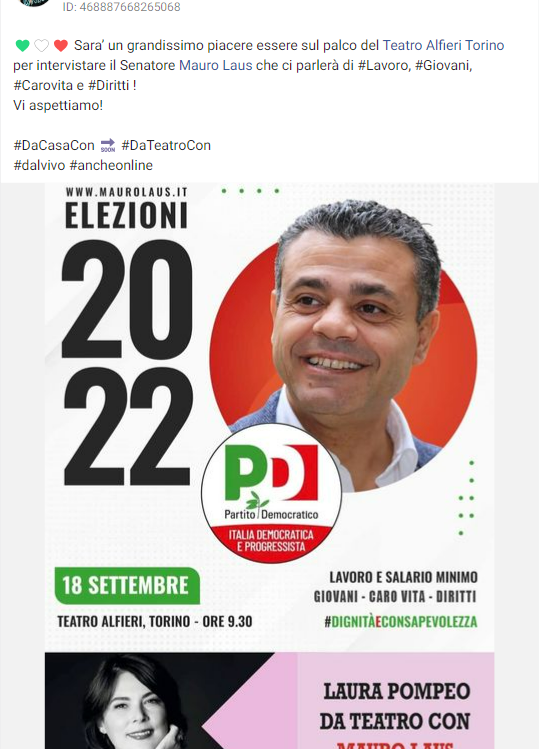 ID: 468887668265068
💚🤍❤️ Sara’ un grandissimo piacere essere sul palco del Teatro Alfieri Torino
per intervistare il Senatore Mauro Laus che ci parlerà di #Lavoro, #Giovani,
#Carovita e #Diritti !
Vi aspettiamo!
#DaCasaCon 🔜 #DaTeatroCon
#dalvivo #ancheonline
WWW.MAUROLAUS.IT
ELEZIONI
20
22
PD
Partito Democratico
ITALIA DEMOCRATICA
E PROGRESSISTA
18 SETTEMBRE
TEATRO ALFIERI, TORINO - ORE 9.30
LAVORO E SALARIO MINIMO
GIOVANI - CARO VITA - DIRITTI
#DIGNITÀECONSAPEVOLEZZA
LAURA POMPEO
DA TEATRO CON
MAURO LAUS